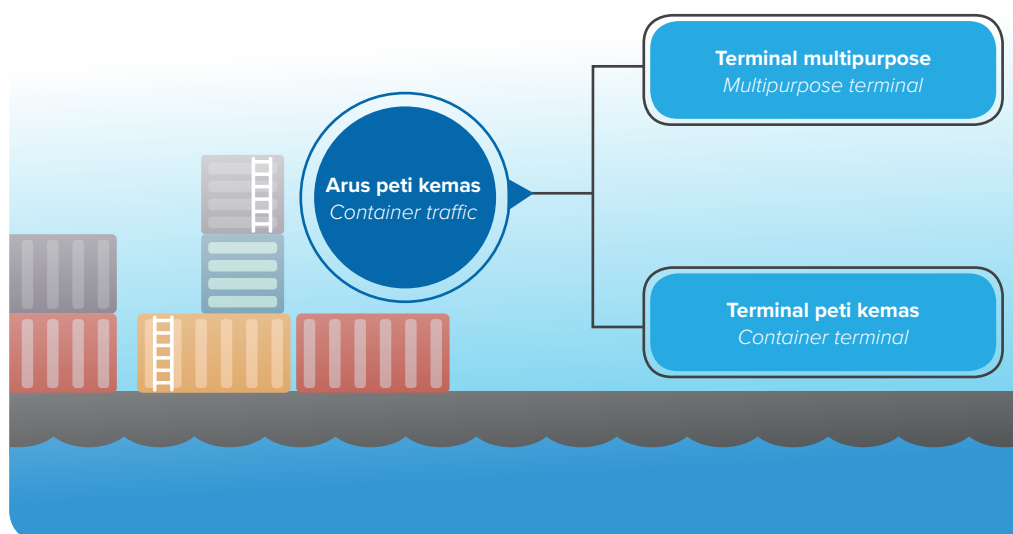 Arus peti kemas
Container traffic
Terminal multipurpose
Multipurpose terminal
Terminal peti kemas
Container terminal